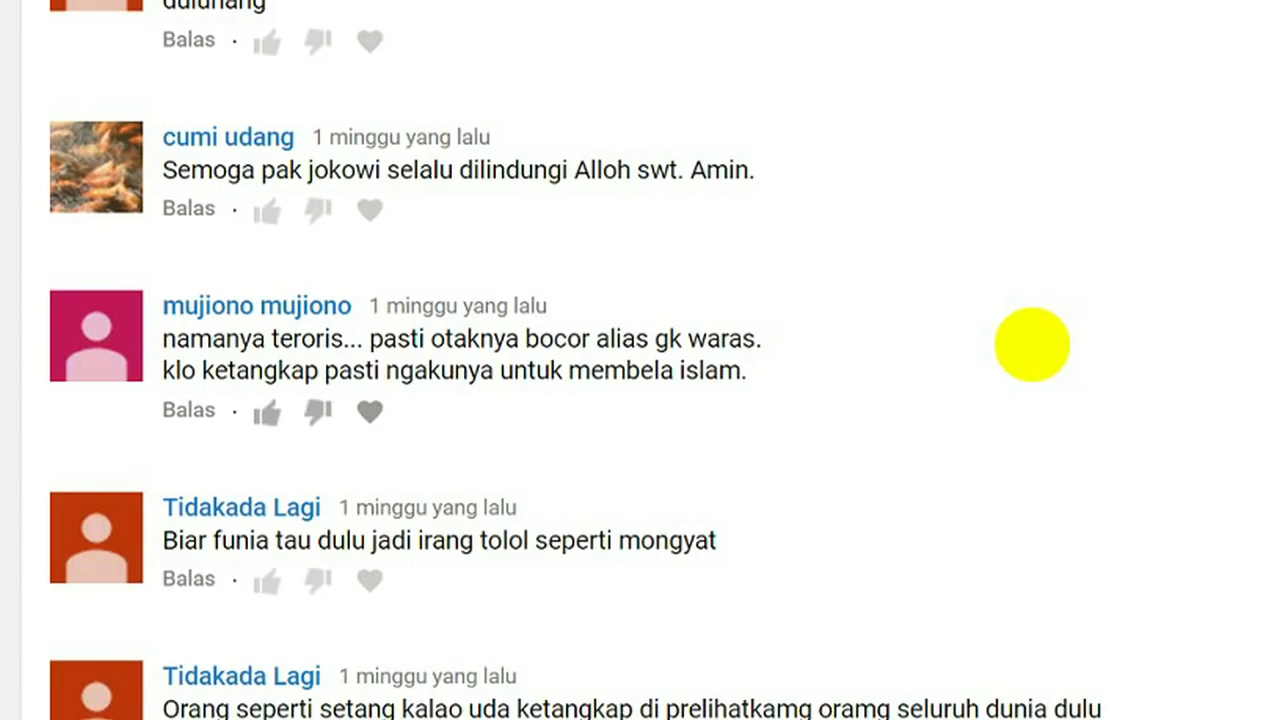 Balas ·
cumi udang 1 minggu yang lalu
Semoga pak jokowi selalu dilindungi Alloh swt. Amin.
Balas ·
mujiono mujiono 1 minggu yang lalu
namanya teroris... pasti otaknya bocor alias gk waras.
klo ketangkap pasti ngakunya untuk membela islam.
Balas ·
Tidakada Lagi 1 minggu yang lalu
Biar funia tau dulu jadi irang tolol seperti mongyat
Balas ·
Tidakada Lagi 1 minggu yang lalu
Orang seperti setang kalao uda ketangkap di prelihatkamg oramg seluruh dunia dulu